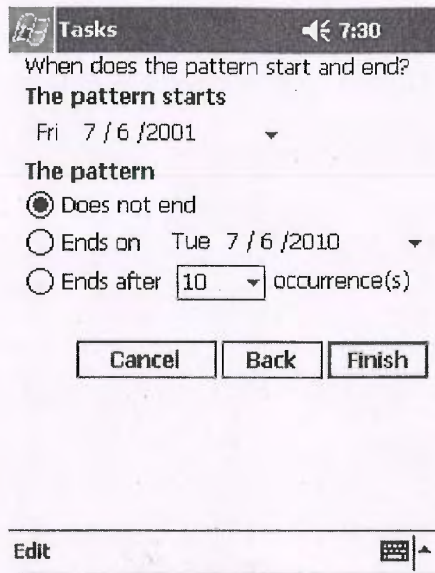 Tasks 7:30
When does the pattern start and end?
The pattern starts
Fri 7 / 6 /2001
The pattern
Does not end
Ends on Tue 7 / 6 /2010
Ends after 10 occurrence(s)
Cancel Back Finish
Edit